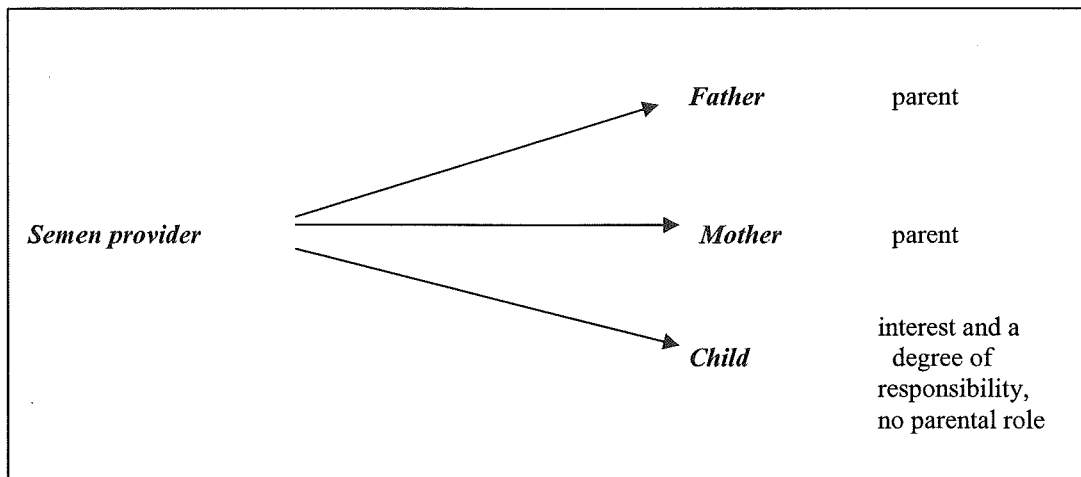 Father parent
Semen provider Mother parent
Child interest and a
degree of
responsibility,
no parental role